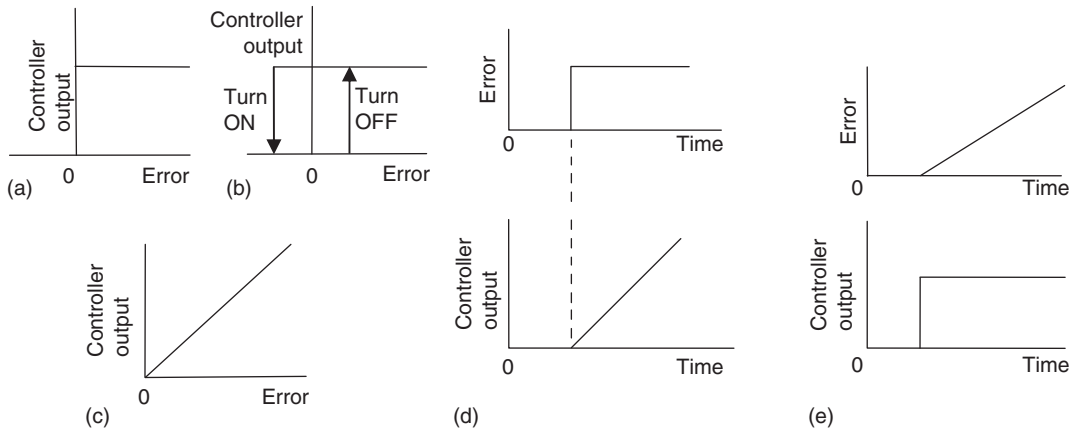 Controller
output
0
Error
(a)
Controller
output
Turn
ON
Turn
OFF
0
Error
(b)
Controller
output
0
Error
(c)
Error
0
Time
Controller
output
0
Time
(d)
Error
0
Time
Controller
output
0
Time
(e)